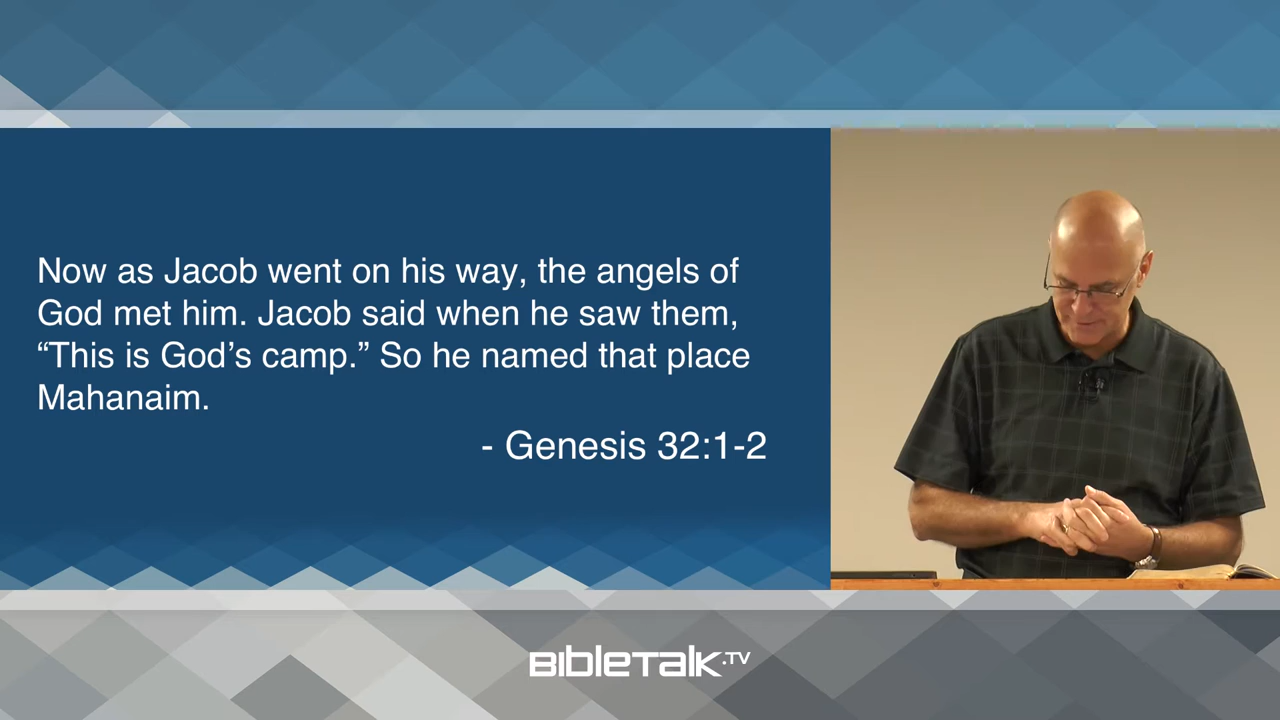 Now as Jacob went on his way, the angels of
God met him. Jacob said when he saw them,
“This is God’s camp.” So he named that place
Mahanaim.
- Genesis 32:1-2
BIBLETALK.TV